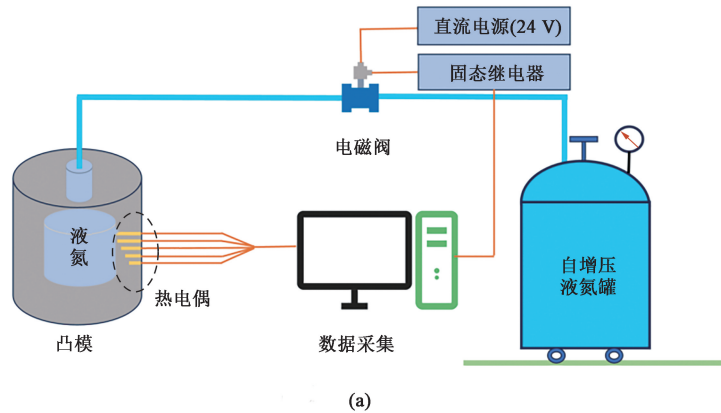 直流电源(24 V)
固态继电器
电磁阀
液
氮
热电偶
凸模
数据采集
自增压
液氮罐
(a)